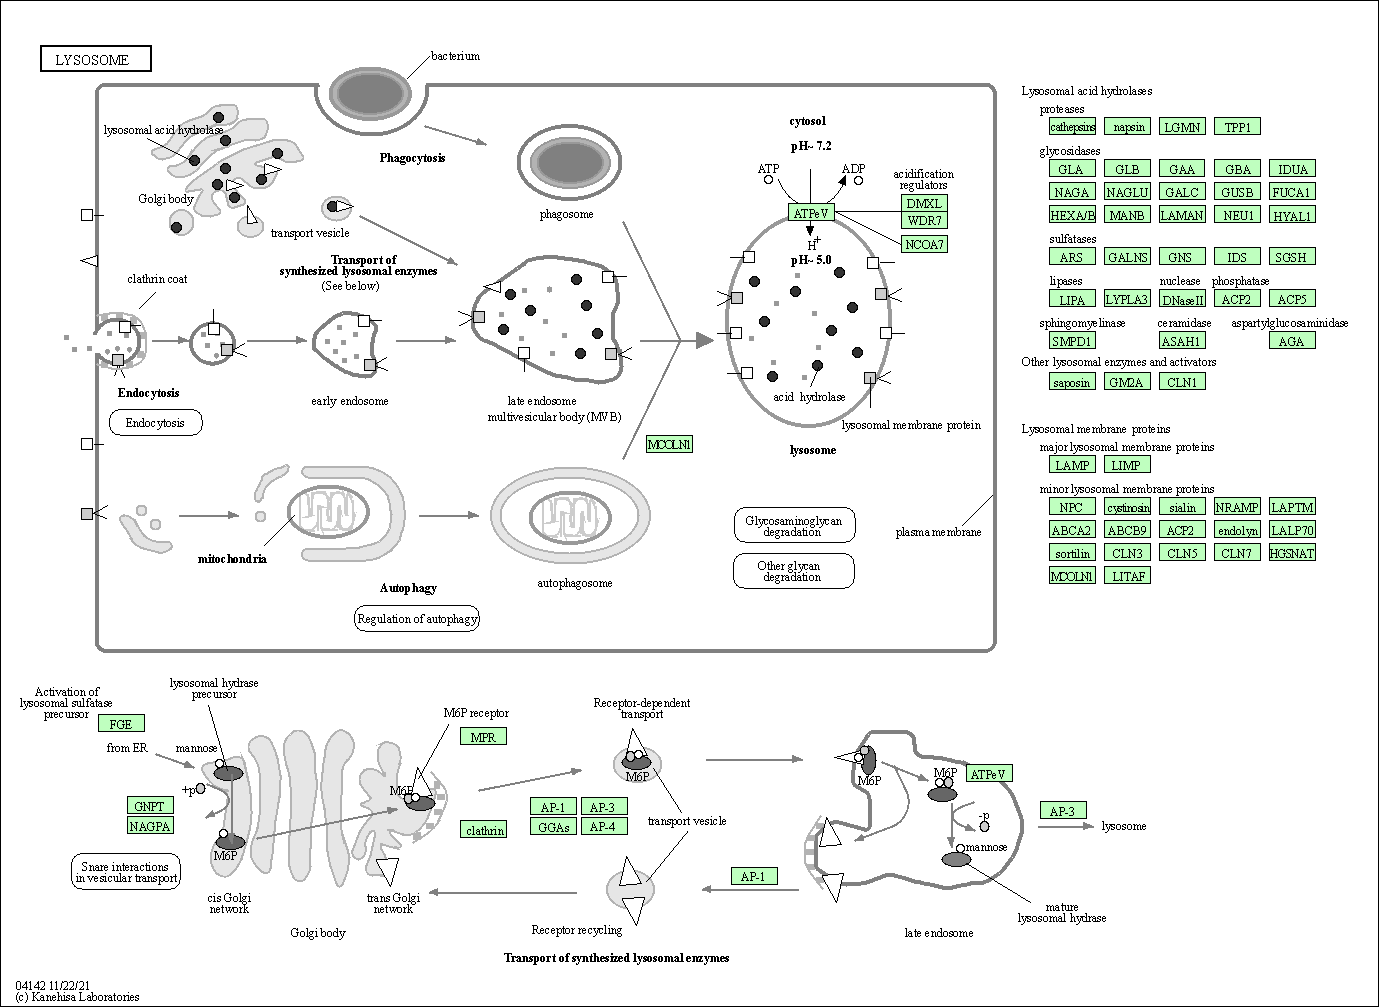 LYSOSOME
bacterium
lysosomal acid hydrolase
Golgi body
Phagocytosis
phagosome
transport vesicle
Transport of
synthesized lysosomal enzymes
(See below)
clathrin coat
Endocytosis
Endocytosis
early endosome
late endosome
multivesicular body (MVB)
cytosol
pH~ 7.2
ATP
ADP
acidification
regulators
ATPeV
DMXL
WDR7
NCOA7
H+
pH~ 5.0
acid hydrolase
lysosomal membrane protein
lysosome
MCOLN1
mitochondria
Autophagy
Regulation of autophagy
autophagosome
Glycosaminoglycan
degradation
Other glycan
degradation
plasma membrane
Lysosomal acid hydrolases
proteases
cathepsins napsin LGMN TPP1
glycosidases
GLA GLB GAA GBA IDUA
NAGA NAGLU GALC GUSB FUCA1
HEXA/B MANB LAMAN NEU1 HYAL1
sulfatases
ARS GALNS GNS IDS SGSH
lipases nuclease phosphatase
LIPA LYPLA3 DNaseII ACP2 ACP5
sphingomyelinase ceramidase aspartylglucosaminidase
SMPD1 ASAH1 AGA
Other lysosomal enzymes and activators
saposin GM2A CLN1
Lysosomal membrane proteins
major lysosomal membrane proteins
LAMP LIMP
minor lysosomal membrane proteins
NPC cystinosin sialin NRAMP LAPTM
ABCA2 ABCB9 ACP2 endolyn LALP70
sortilin CLN3 CLN5 CLN7 HGSNAT
MCOLN1 LITAF
Activation of
lysosomal sulfatase
precursor
FGE
from ER
lysosomal hydrase
precursor
mannose
+p
GNPT
NAGPA
M6P
Snare interactions
in vesicular transport
cis Golgi
network
Golgi body
trans Golgi
network
M6P
M6P receptor
MPR
clathrin
Receptor-dependent
transport
M6P
AP-1 AP-3
GGAs AP-4
transport vesicle
Receptor recycling
AP-1
M6P
M6P
ATPeV
-p
mannose
AP-3
lysosome
mature
lysosomal hydrase
late endosome
Transport of synthesized lysosomal enzymes
04142 11/22/21
(c) Kanehisa Laboratories